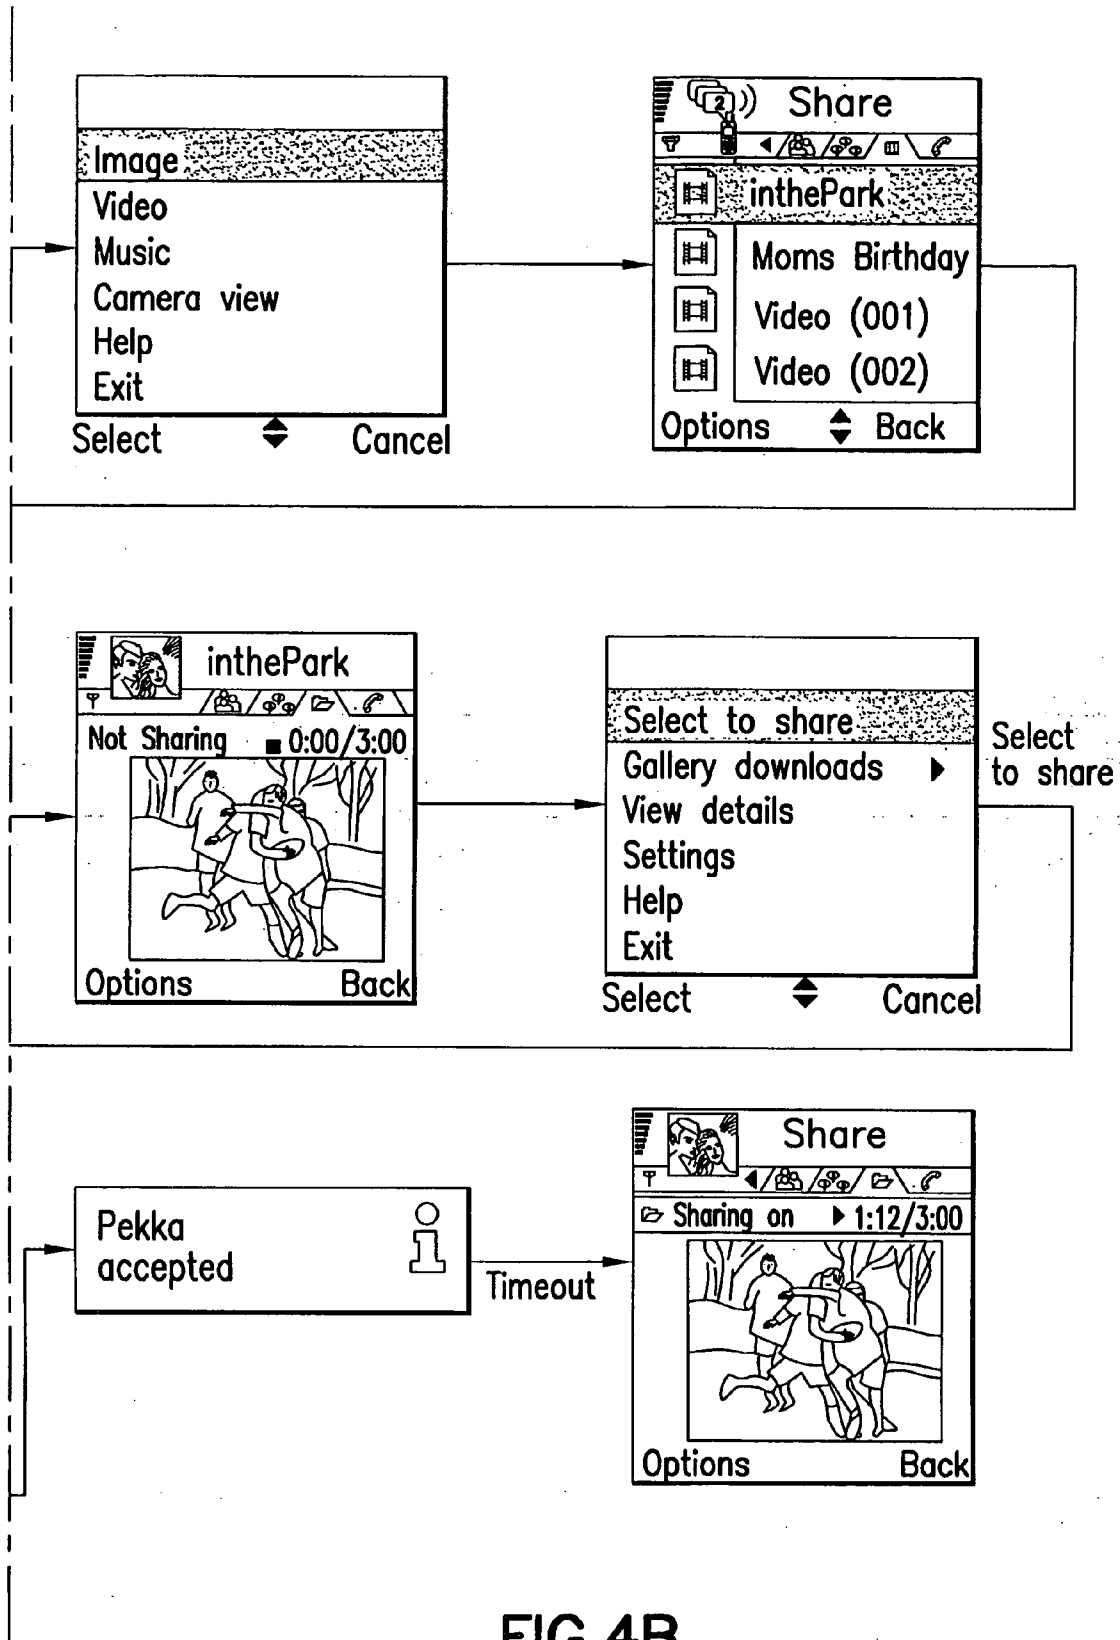 Image
Video
Music
Camera view
Help
Exit
Select Cancel
2
Share
inthePark
Moms Birthday
Video (001)
Video (002)
Options Back
inthePark
Not Sharing 0:00/3:00
Options Back
Select to share
Gallery downloads
View details
Settings
Help
Exit
Select Cancel
Select
to share
Pekka
accepted
i
Timeout
Share
Sharing on 1:12/3:00
Options Back
FIG.4B